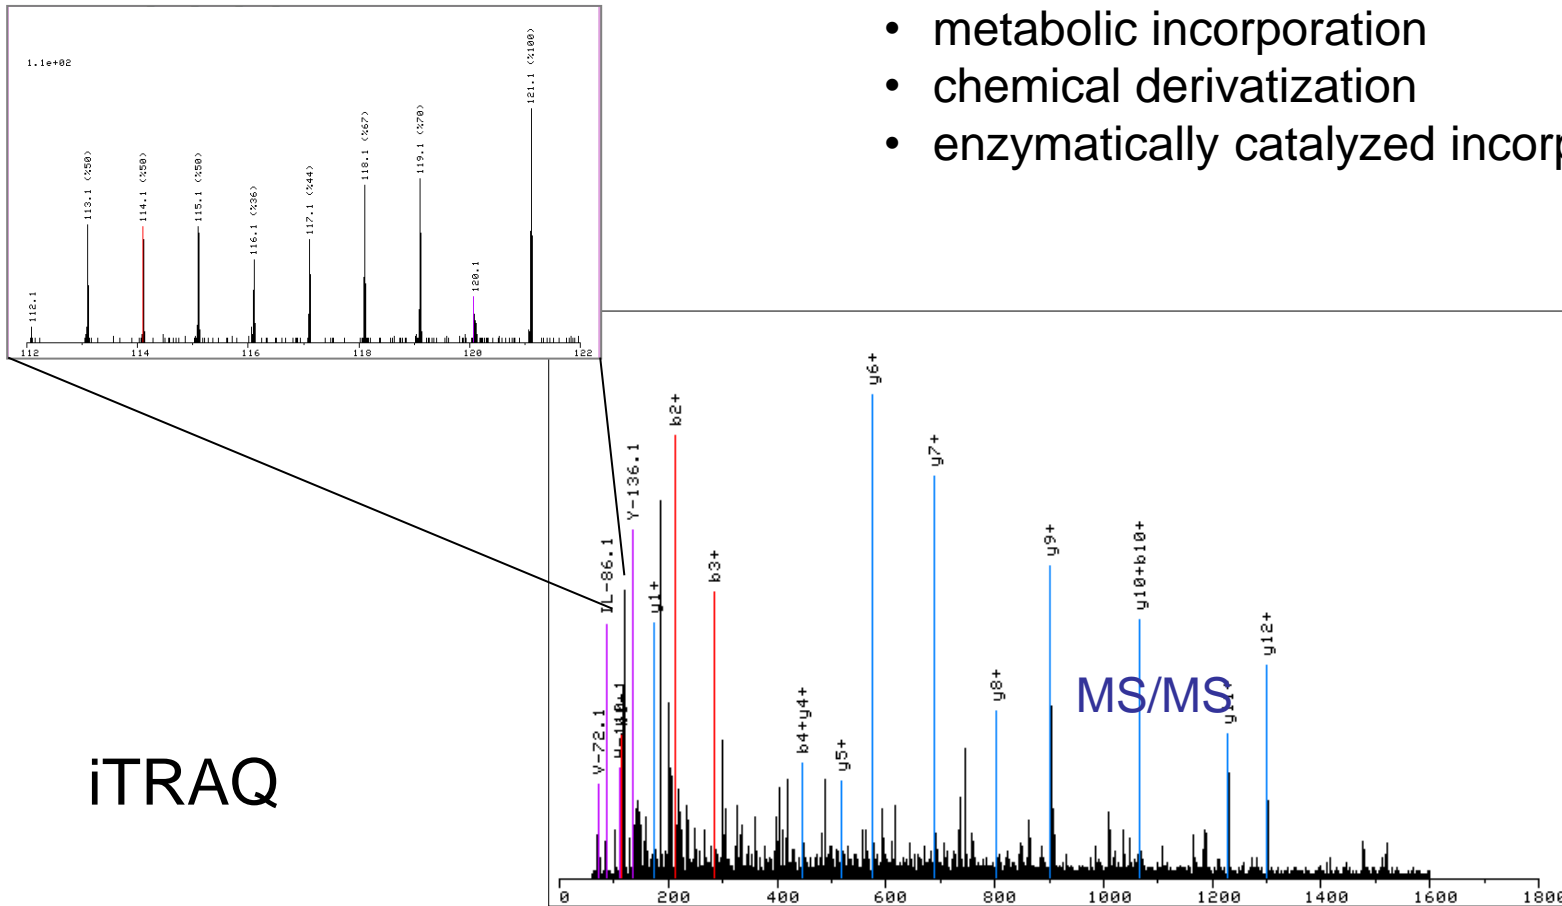 • metabolic incorporation
• chemical derivatization
• enzymatically catalyzed incorp
1.1e+02
112.1
113.1 (%50)
114.1 (%50)
115.1 (%50)
116.1 (%36)
117.1 (%44)
118.1 (%67)
119.1 (%70)
120.1
121.1 (%100)
112 114 116 118 120 122
V-72.1
IL-86.1
Y-136.1
y1+
b2+
b3+
b4+y4+
y5+
y6+
y7+
y8+
y9+
y10+b10+
y12+
MS/MS
iTRAQ
0 200 400 600 800 1000 1200 1400 1600 1800